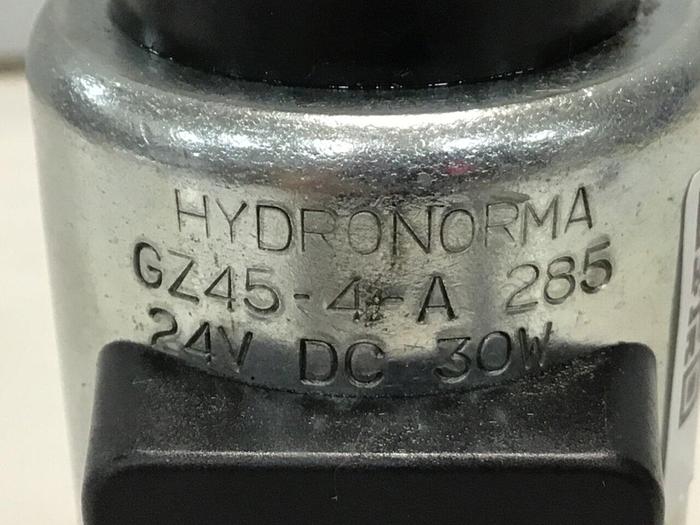 HYDRONORMA
GZ45-4-A 285
24V DC 30W